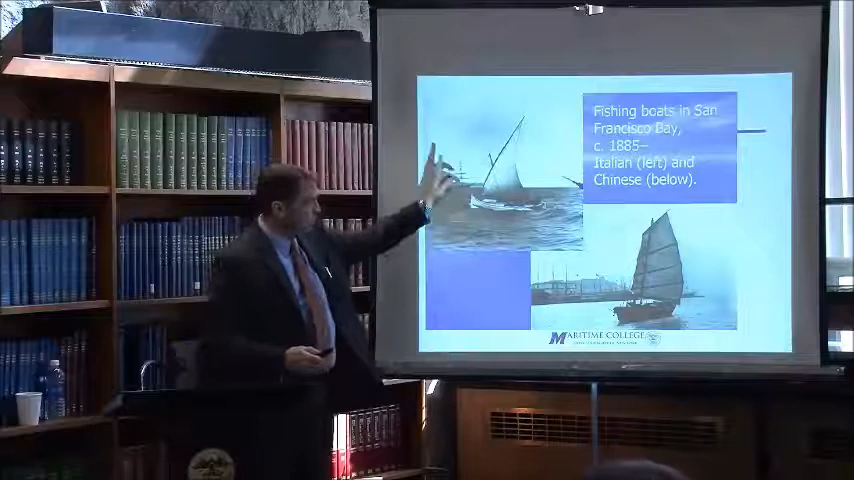 Fishing boats in San
Francisco Bay,
c. 1885–
Italian (left) and
Chinese (below).
MARITIME COLLEGE